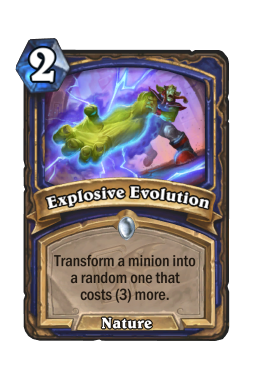 2
Explosive Evolution
Transform a minion into
a random one that
costs (3) more.
Nature